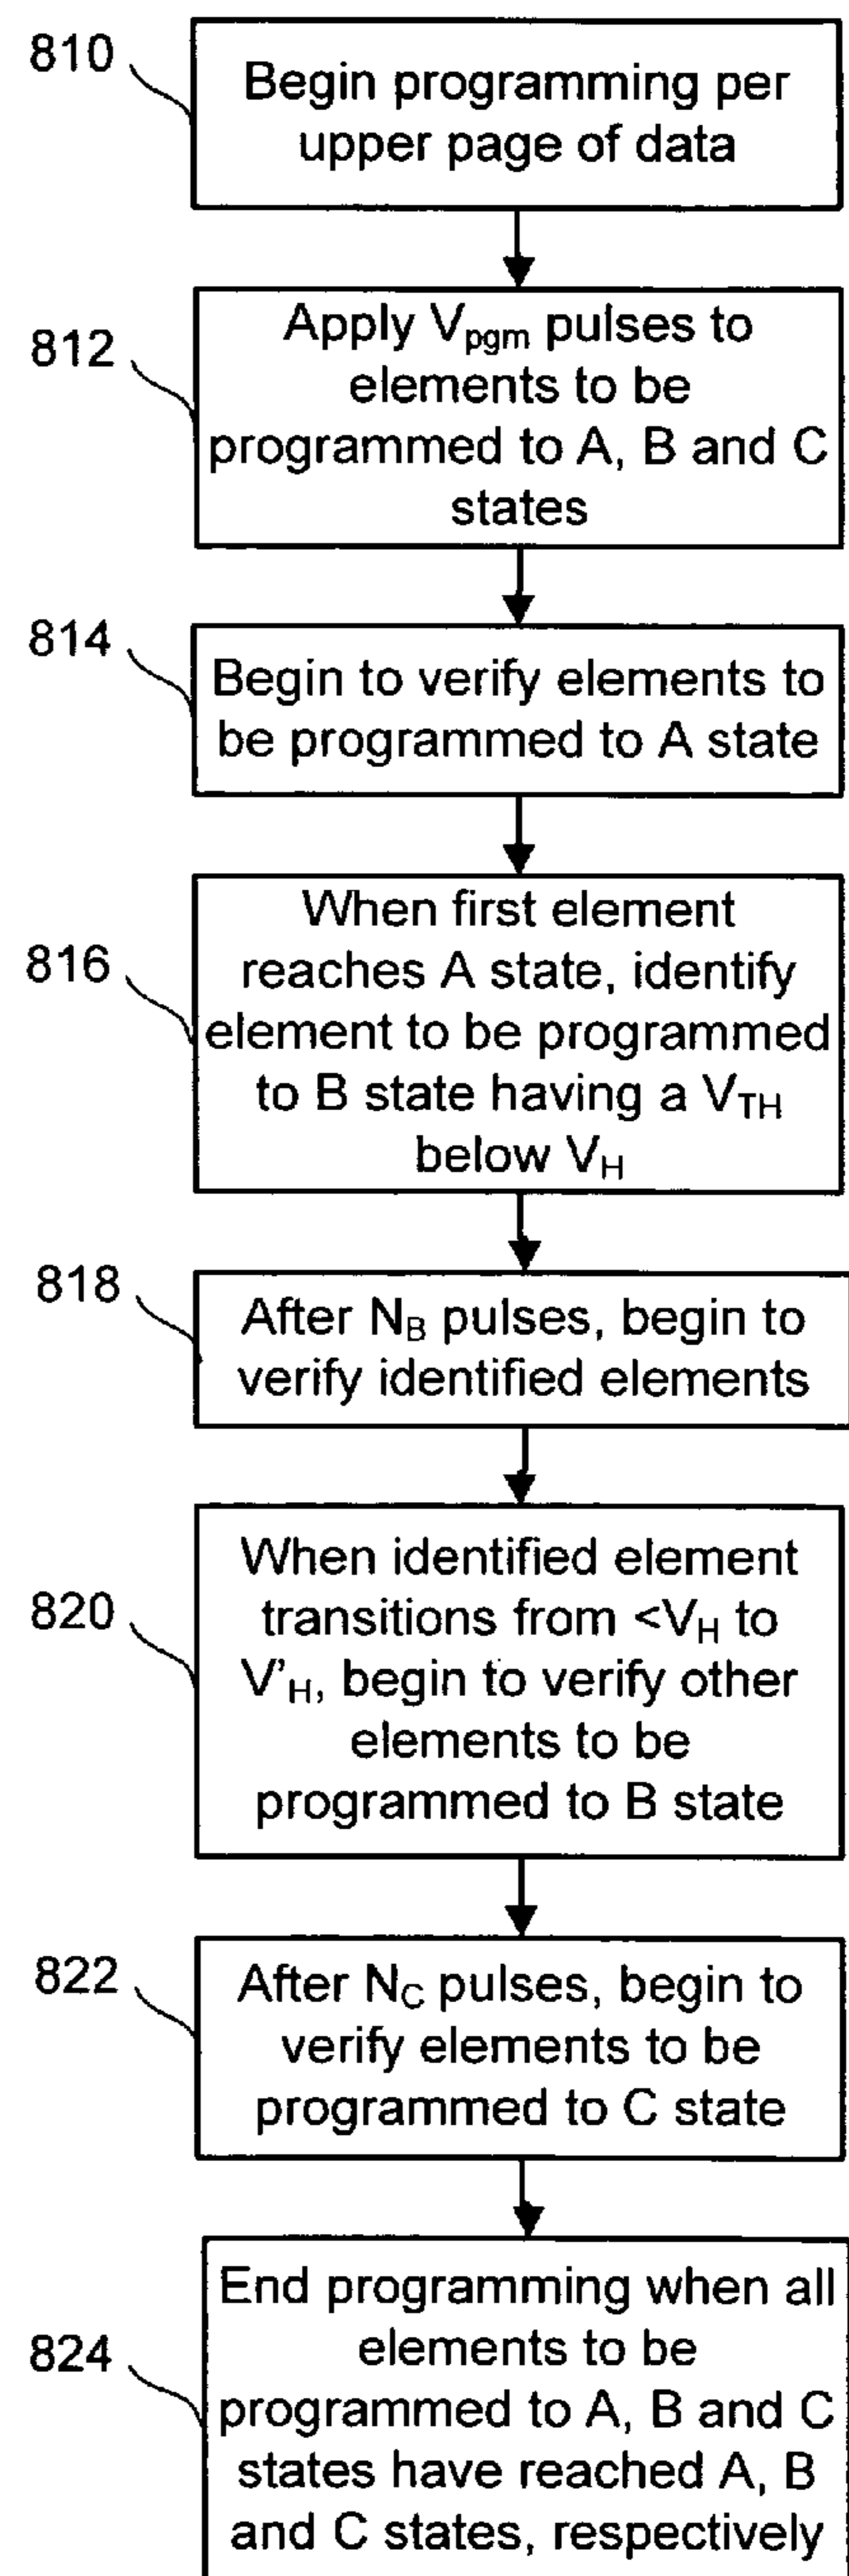 810
Begin programming per
upper page of data
812
Apply Vpgm pulses to
elements to be
programmed to A, B and C
states
814
Begin to verify elements to
be programmed to A state
816
When first element
reaches A state, identify
element to be programmed
to B state having a VTH
below VH
818
After NB pulses, begin to
verify identified elements
820
When identified element
transitions from <VH to
V'H, begin to verify other
elements to be
programmed to B state
822
After NC pulses, begin to
verify elements to be
programmed to C state
824
End programming when all
elements to be
programmed to A, B and C
states have reached A, B
and C states, respectively